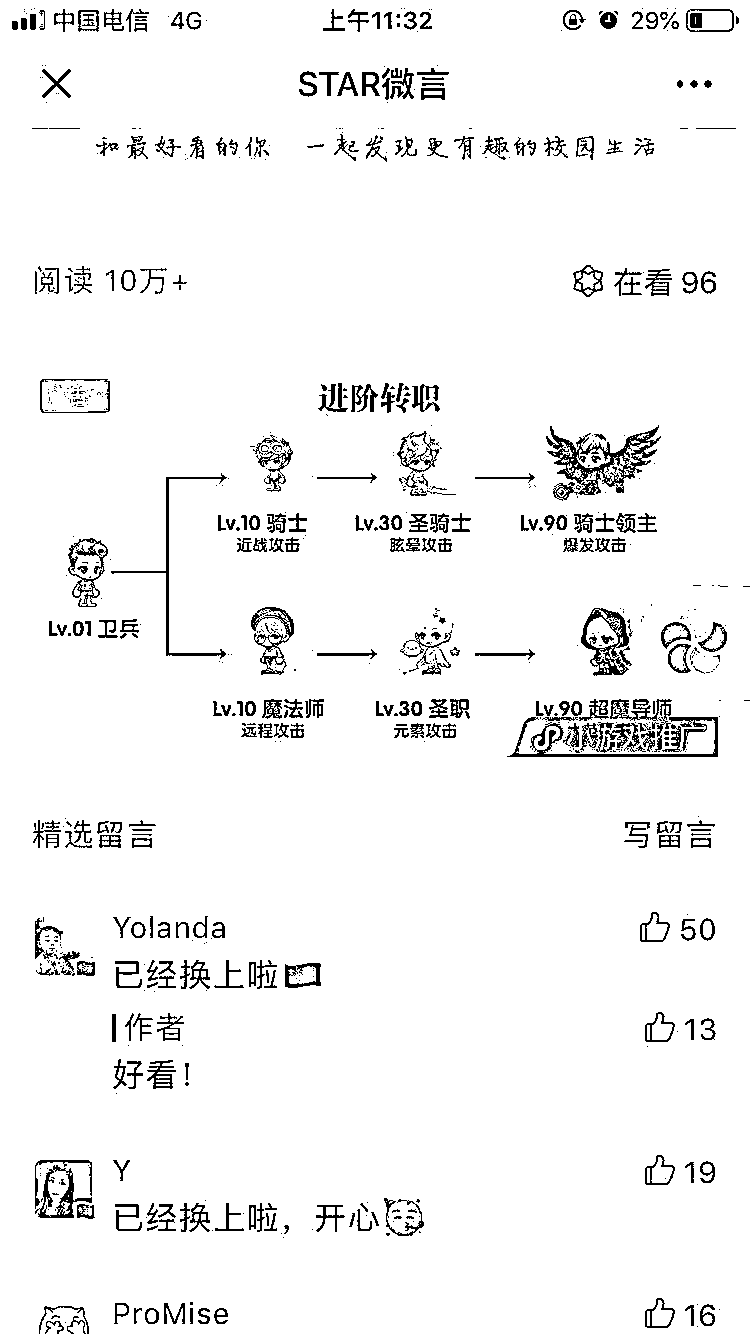 中国电信 4G 上午11:32 29%
STAR微言
和最好看的你 一起发现更有趣的校园生活
阅读 10万+ 在看 96
进阶转职
Lv.10 骑士 Lv.30 圣骑士 Lv.90 骑士领主
近战攻击 眩晕攻击 爆发攻击
Lv.01 卫兵
Lv.10 魔法师 Lv.30 圣职 Lv.90 超魔导师
远程攻击 元素攻击
小游戏推广
精选留言 写留言
Yolanda 50
已经换上啦
作者 13
好看！
Y 19
已经换上啦，开心
ProMise 16